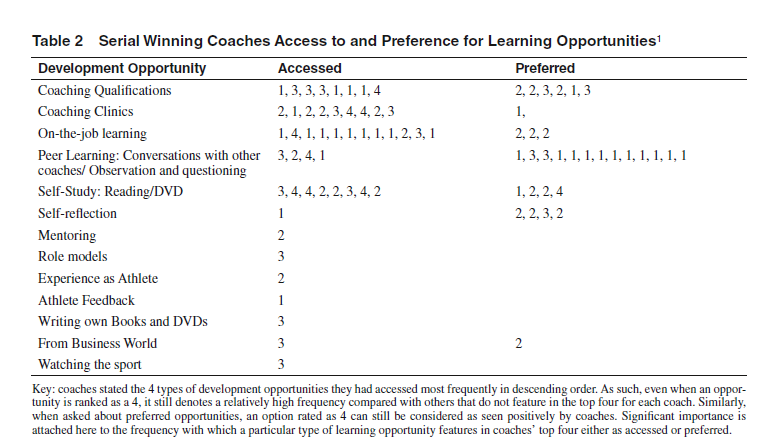 Table 2 Serial Winning Coaches Access to and Preference for Learning Opportunities¹
Development Opportunity Accessed Preferred
Coaching Qualifications 1, 3, 3, 3, 1, 1, 1, 4 2, 2, 3, 2, 1, 3
Coaching Clinics 2, 1, 2, 2, 3, 4, 4, 2, 3 1,
On-the-job learning 1, 4, 1, 1, 1, 1, 1, 1, 1, 2, 3, 1 2, 2, 2
Peer Learning: Conversations with other 3, 2, 4, 1 1, 3, 3, 1, 1, 1, 1, 1, 1, 1, 1, 1, 1
coaches/ Observation and questioning
Self-Study: Reading/DVD 3, 4, 4, 2, 2, 3, 4, 2 1, 2, 2, 4
Self-reflection 1 2, 2, 3, 2
Mentoring 2
Role models 3
Experience as Athlete 2
Athlete Feedback 1
Writing own Books and DVDs 3
From Business World 3 2
Watching the sport 3
Key: coaches stated the 4 types of development opportunities they had accessed most frequently in descending order. As such, even when an oppor-
tunity is ranked as a 4, it still denotes a relatively high frequency compared with others that do not feature in the top four for each coach. Similarly,
when asked about preferred opportunities, an option rated as 4 can still be considered as seen positively by coaches. Significant importance is
attached here to the frequency with which a particular type of learning opportunity features in coaches' top four either as accessed or preferred.